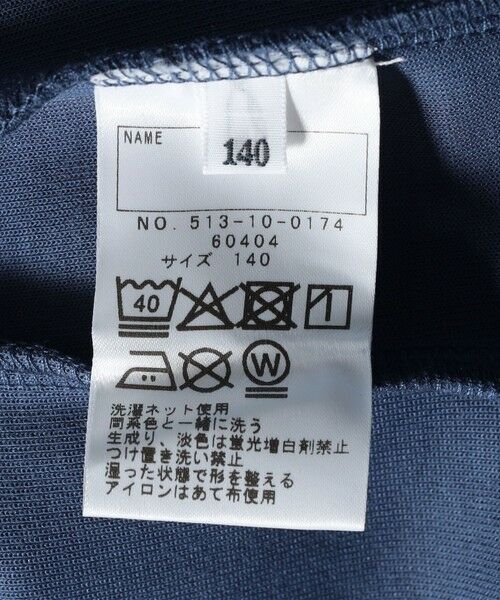 NAME
140
NO. 513-10-0174
60404
サイズ 140
40
W
洗濯ネット使用
同系色と一緒に洗う
生成り、淡色は蛍光増白剤禁止
つけ置き洗い禁止
湿った状態で形を整える
アイロンはあて布使用